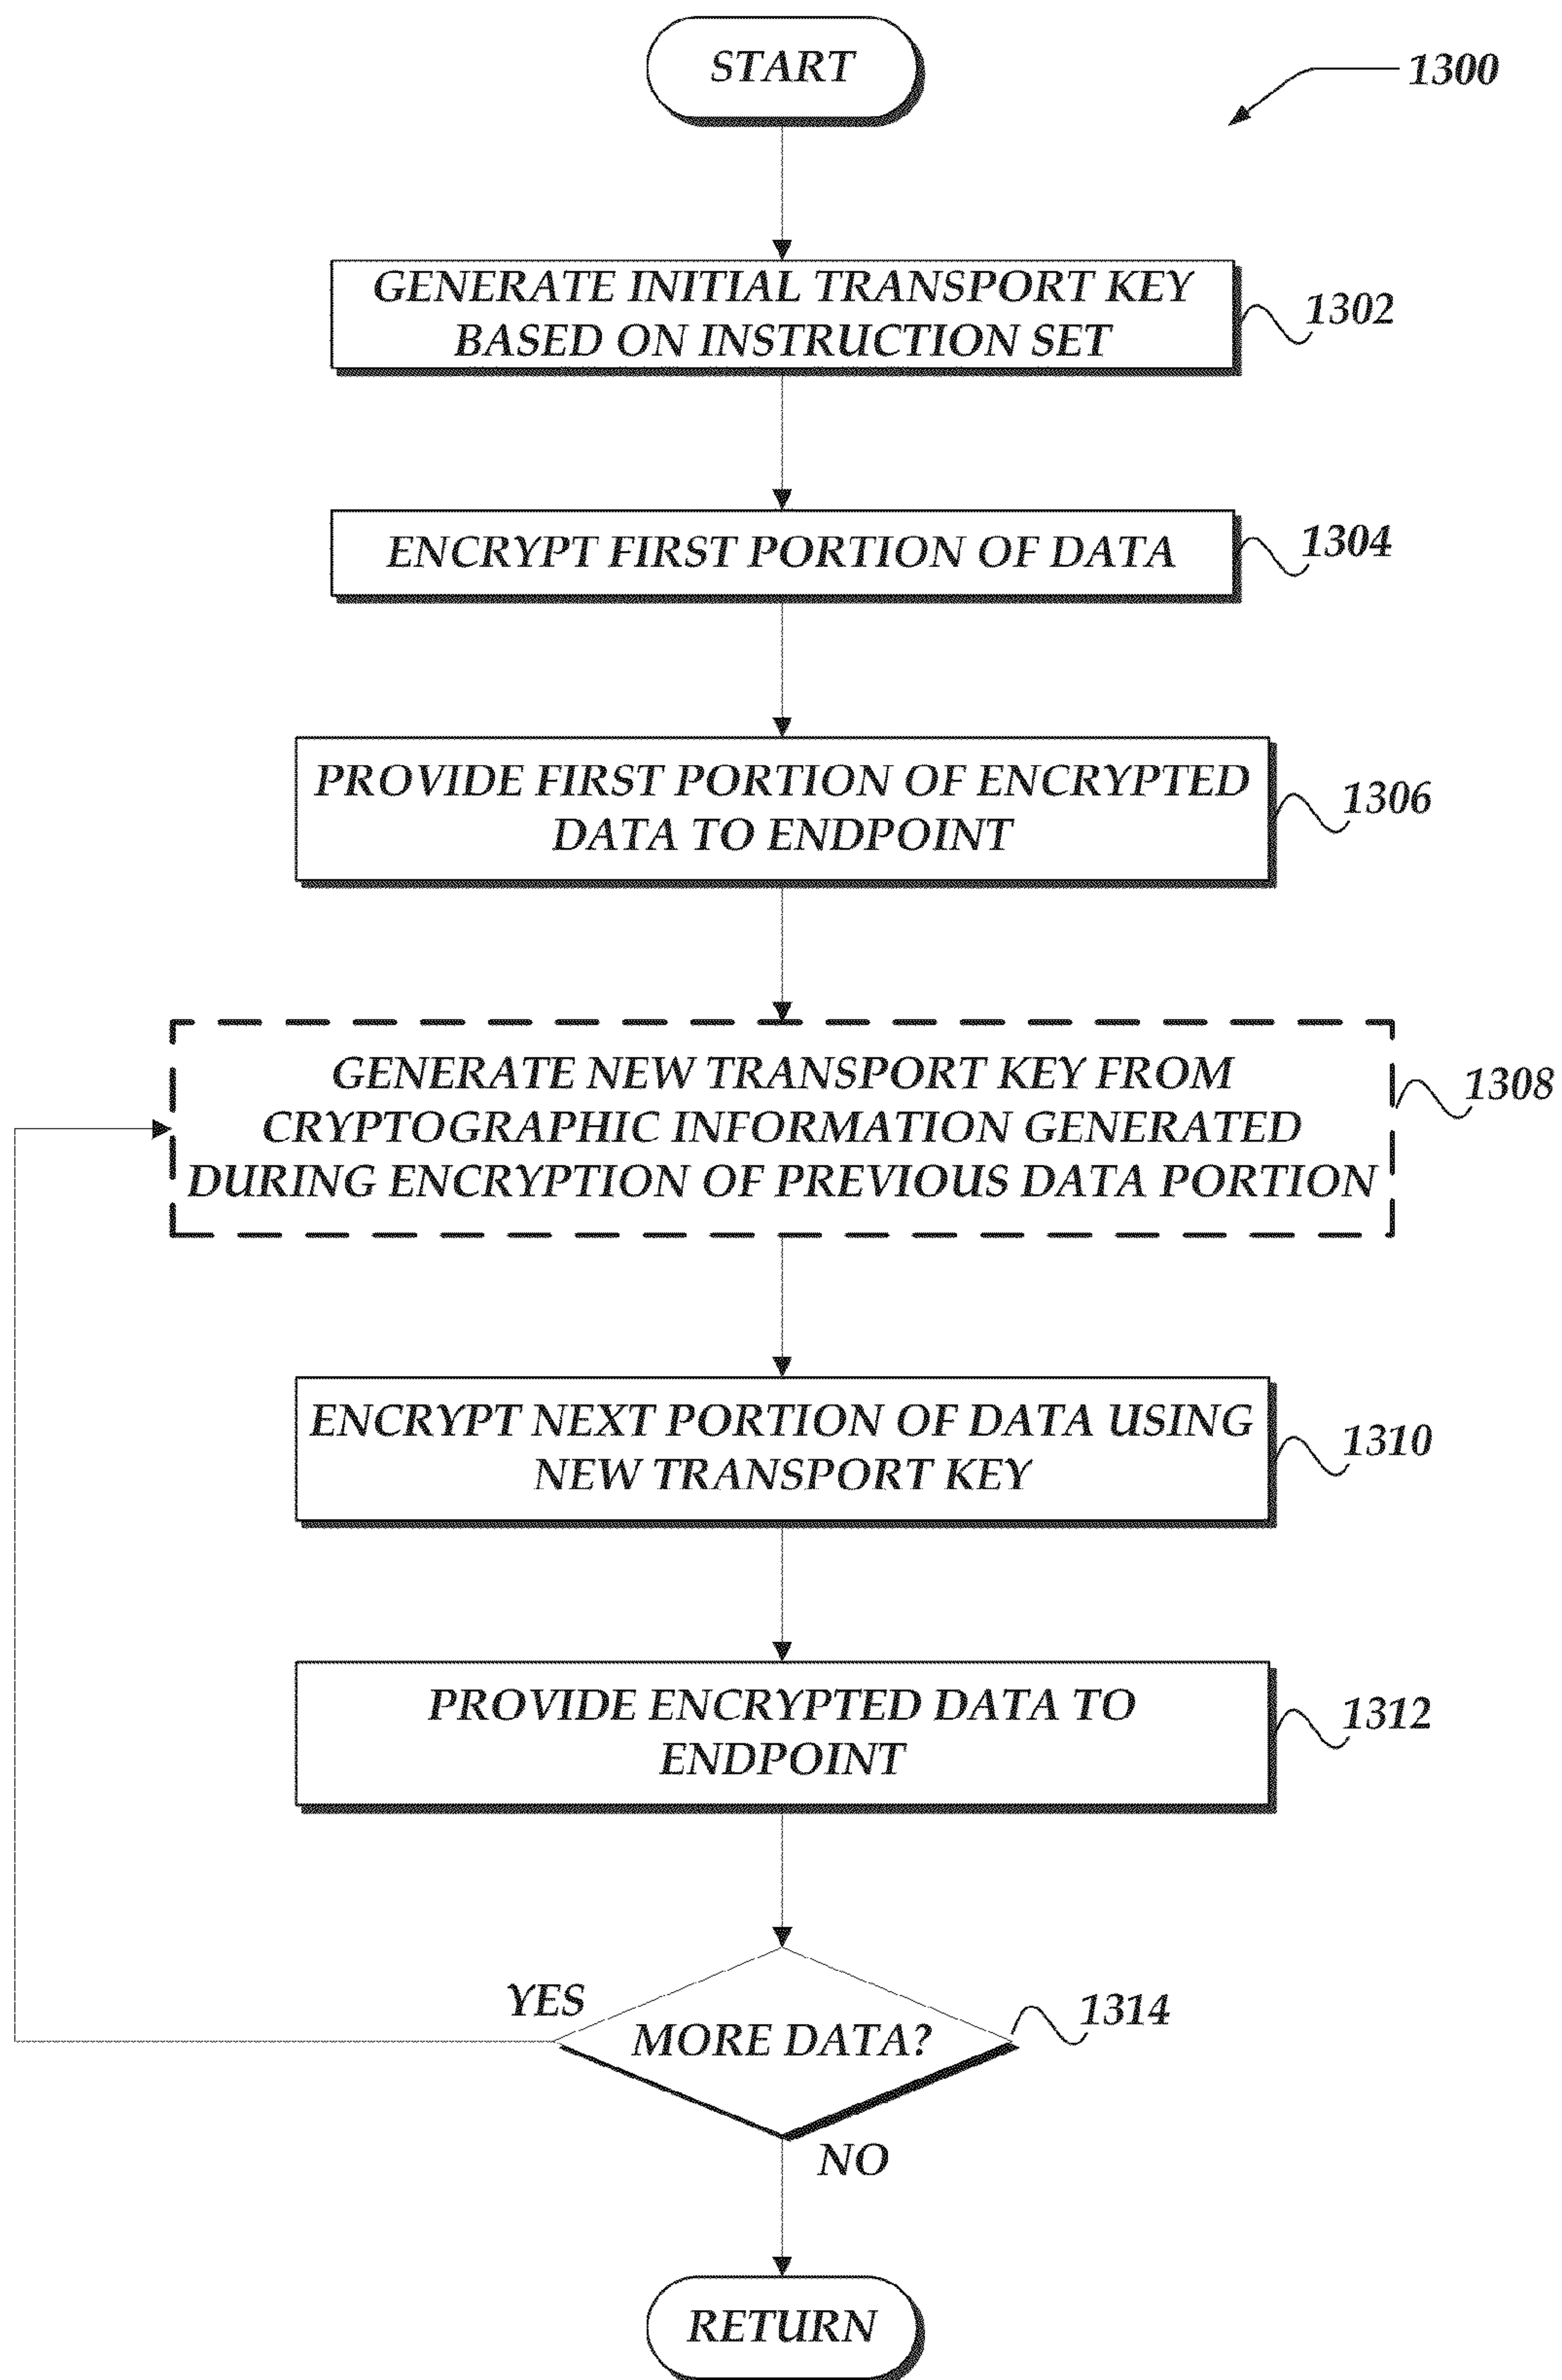 START
1300
GENERATE INITIAL TRANSPORT KEY
BASED ON INSTRUCTION SET
1302
ENCRYPT FIRST PORTION OF DATA
1304
PROVIDE FIRST PORTION OF ENCRYPTED
DATA TO ENDPOINT
1306
GENERATE NEW TRANSPORT KEY FROM
CRYPTOGRAPHIC INFORMATION GENERATED
DURING ENCRYPTION OF PREVIOUS DATA PORTION
1308
ENCRYPT NEXT PORTION OF DATA USING
NEW TRANSPORT KEY
1310
PROVIDE ENCRYPTED DATA TO
ENDPOINT
1312
YES
MORE DATA?
1314
NO
RETURN